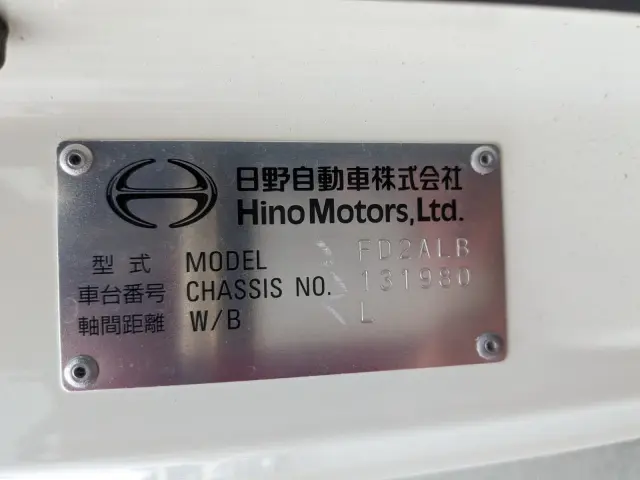 日野自動車株式会社
Hino Motors, Ltd.
型式 MODEL FD2ALB
車台番号 CHASSIS NO. 131980
軸間距離 W/B L